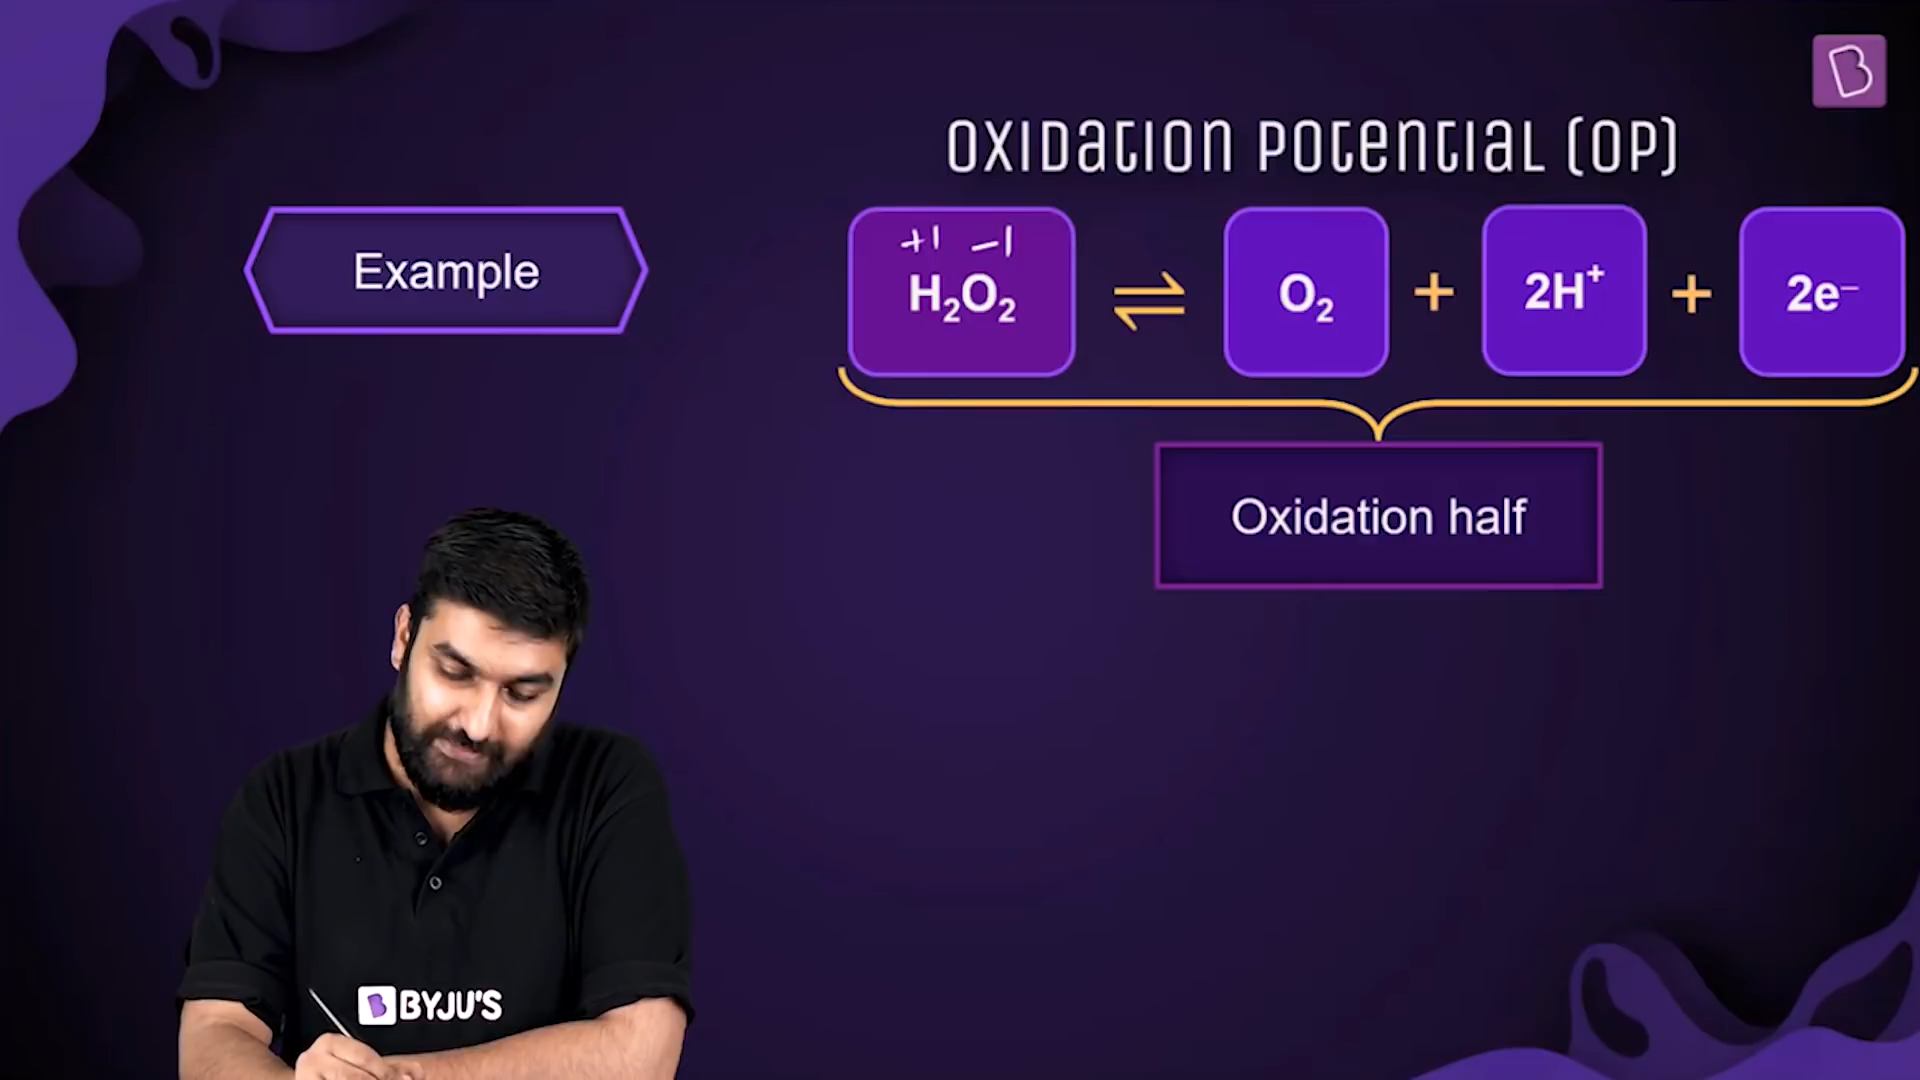 OXIDATION POTENTIAL (OP)
Example
+1 −1
H₂O₂ ⇌ O₂ + 2H⁺ + 2e⁻
Oxidation half
BYJU'S